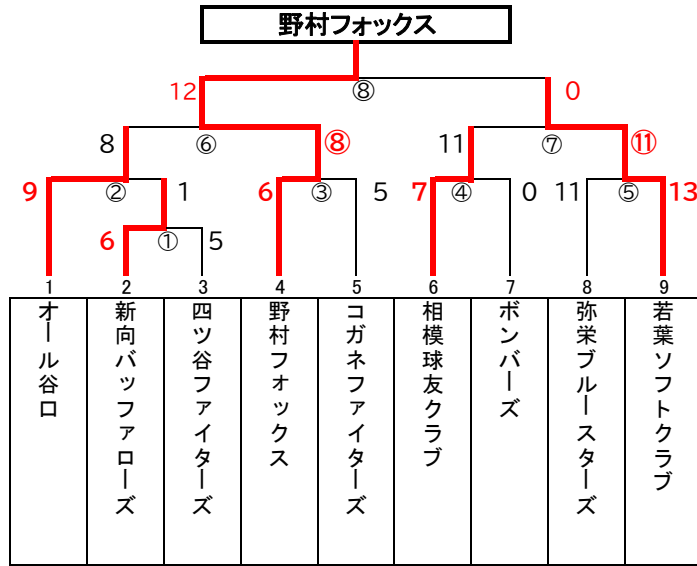 野村フォックス
12 ⑧ 0
8 ⑥ ⑧ 11 ⑦ ⑪
9 ② 1 6 ③ 5 7 ④ 0 11 ⑤ 13
6 ① 5
1 2 3 4 5 6 7 8 9
オール谷口
新向バッファローズ
四ツ谷ファイターズ
野村フォックス
コガネファイターズ
相模球友クラブ
ボンバーズ
弥栄ブルースターズ
若葉ソフトクラブ